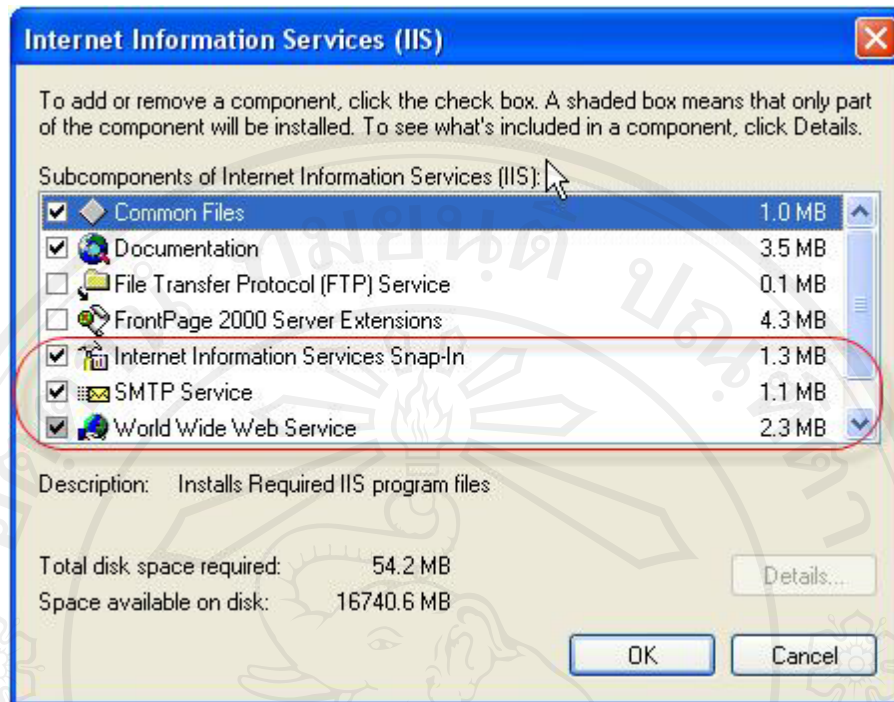 Internet Information Services (IIS)
To add or remove a component, click the check box. A shaded box means that only part
of the component will be installed. To see what's included in a component, click Details.
Subcomponents of Internet Information Services (IIS):
Common Files 1.0 MB
Documentation 3.5 MB
File Transfer Protocol (FTP) Service 0.1 MB
FrontPage 2000 Server Extensions 4.3 MB
Internet Information Services Snap-In 1.3 MB
SMTP Service 1.1 MB
World Wide Web Service 2.3 MB
Description: Installs Required IIS program files
Total disk space required: 54.2 MB
Space available on disk: 16740.6 MB
Details...
OK Cancel